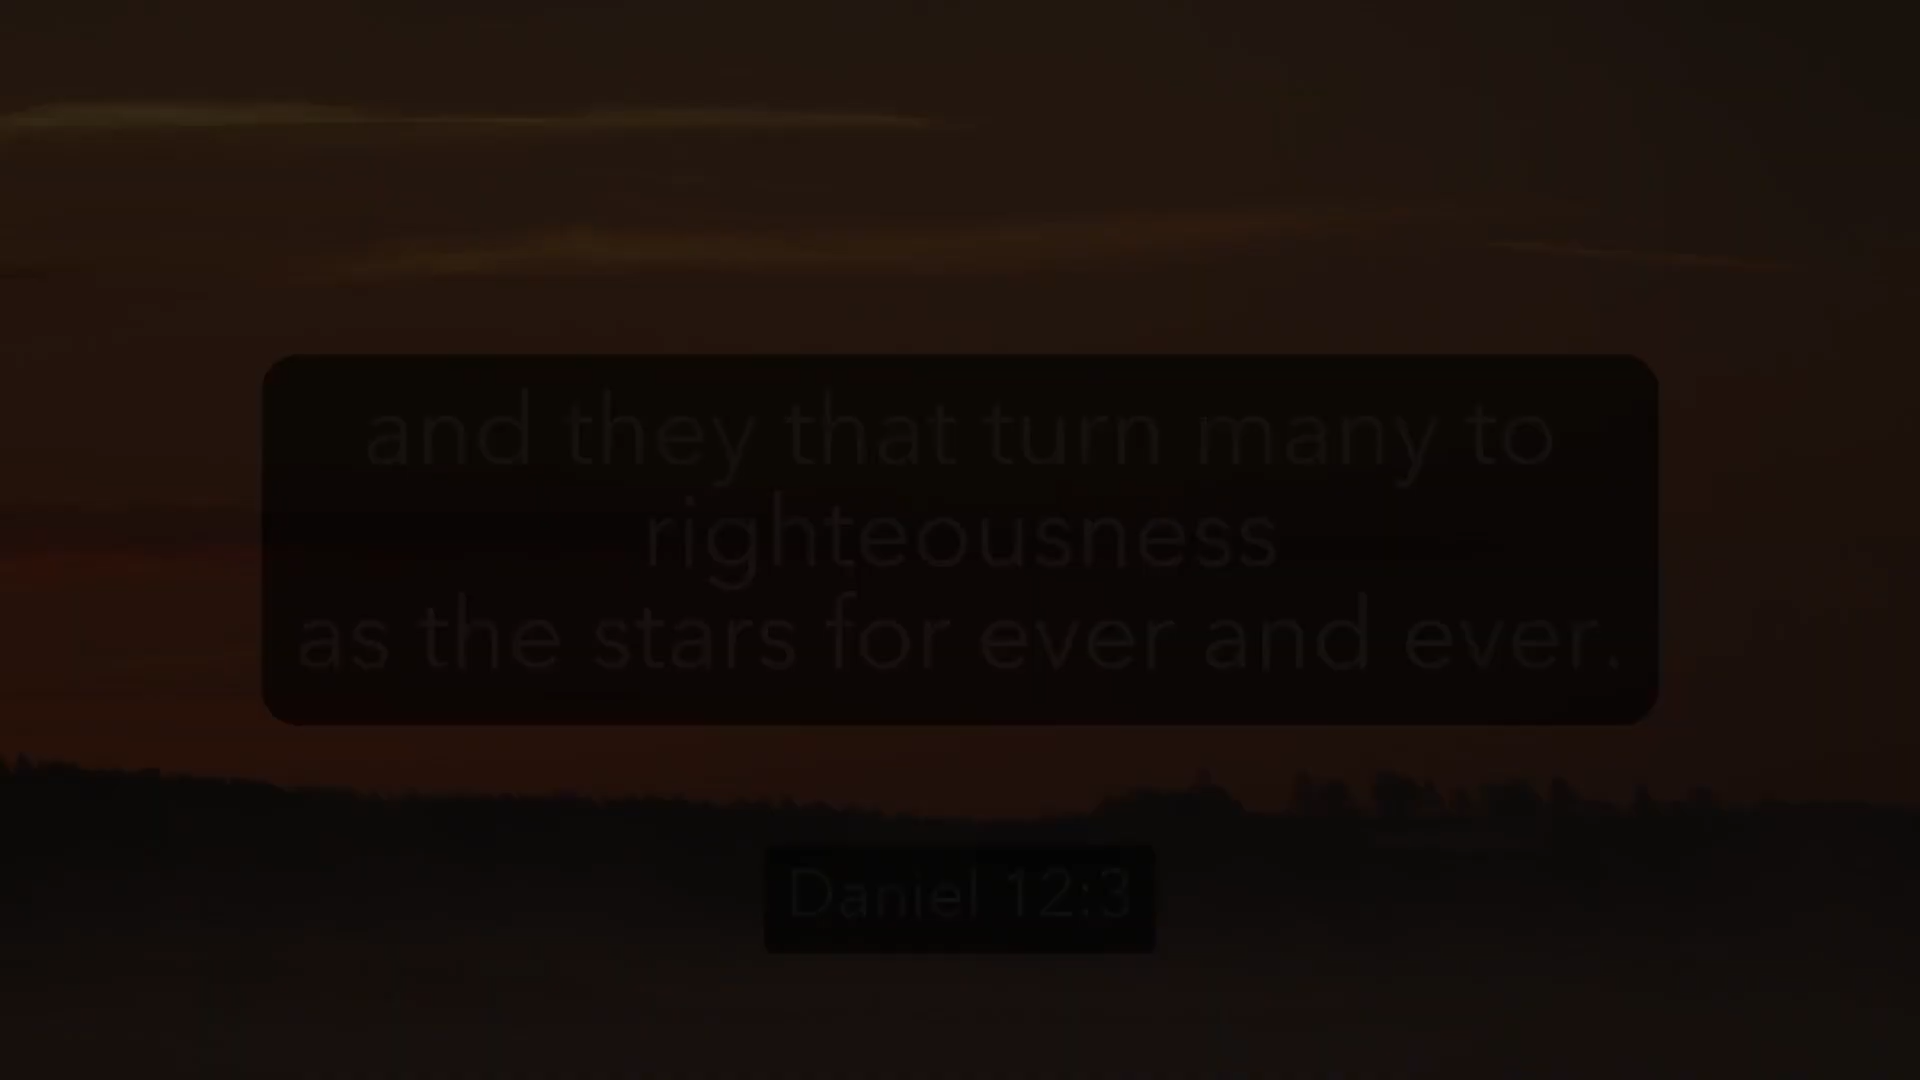 and they that turn many to
righteousness
as the stars for ever and ever.
Daniel 12:3